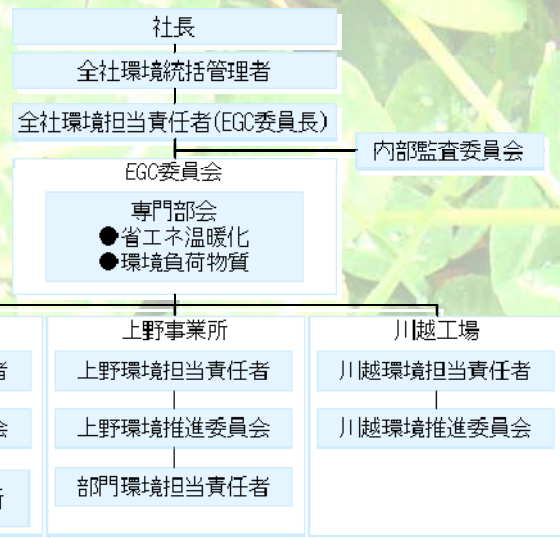 社長
全社環境統括管理者
全社環境担当責任者(EGC委員長)
内部監査委員会
EGC委員会
専門部会
●省エネ温暖化
●環境負荷物質
上野事業所
上野環境担当責任者
上野環境推進委員会
部門環境担当責任者
川越工場
川越環境担当責任者
川越環境推進委員会